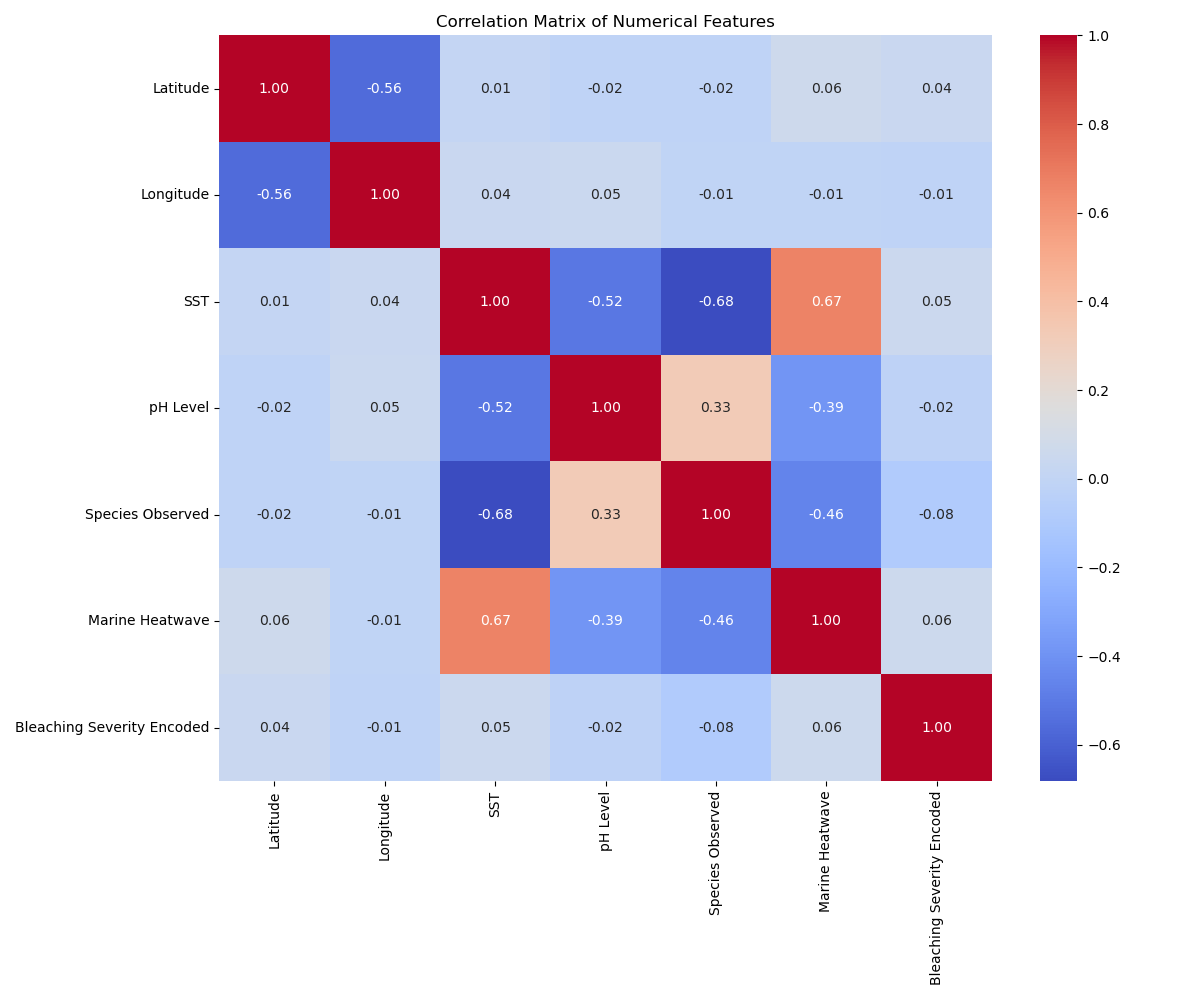 Correlation Matrix of Numerical Features
Latitude 1.00 -0.56 0.01 -0.02 -0.02 0.06 0.04
Longitude -0.56 1.00 0.04 0.05 -0.01 -0.01 -0.01
SST 0.01 0.04 1.00 -0.52 -0.68 0.67 0.05
pH Level -0.02 0.05 -0.52 1.00 0.33 -0.39 -0.02
Species Observed -0.02 -0.01 -0.68 0.33 1.00 -0.46 -0.08
Marine Heatwave 0.06 -0.01 0.67 -0.39 -0.46 1.00 0.06
Bleaching Severity Encoded 0.04 -0.01 0.05 -0.02 -0.08 0.06 1.00
Latitude
Longitude
SST
pH Level
Species Observed
Marine Heatwave
Bleaching Severity Encoded
1.0
0.8
0.6
0.4
0.2
0.0
−0.2
−0.4
−0.6